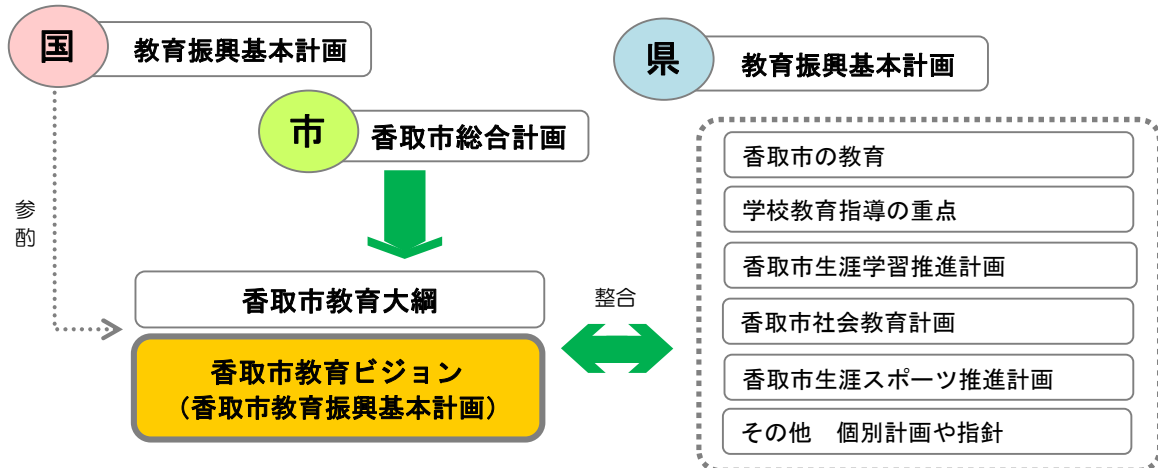 国
教育振興基本計画
県
教育振興基本計画
市
香取市総合計画
参酌
香取市教育大綱
香取市教育ビジョン
（香取市教育振興基本計画）
整合
香取市の教育
学校教育指導の重点
香取市生涯学習推進計画
香取市社会教育計画
香取市生涯スポーツ推進計画
その他　個別計画や指針